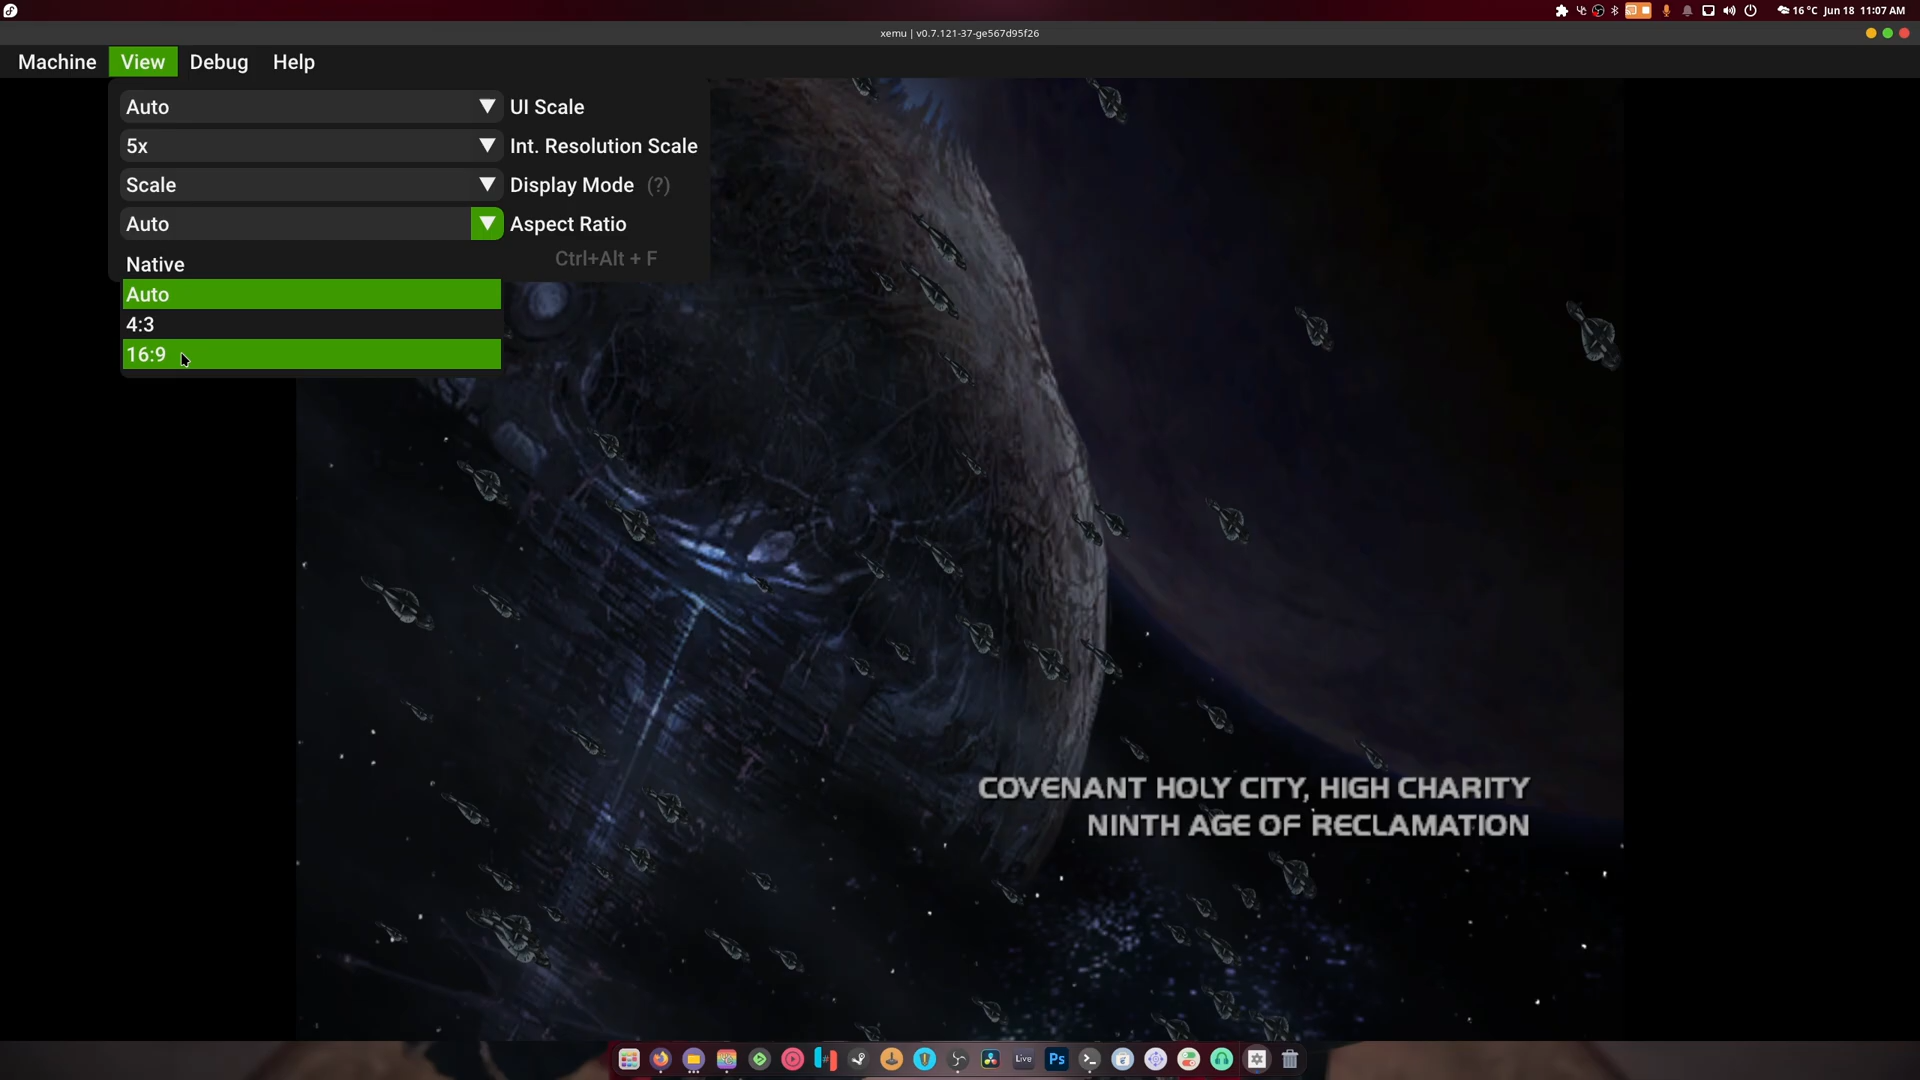 16 °C Jun 18 11:07 AM
xemu | v0.7.121-37-ge567d95f26
Machine View Debug Help
Auto UI Scale
5x Int. Resolution Scale
Scale Display Mode (?)
Auto Aspect Ratio
Ctrl+Alt + F
Native
Auto
4:3
16:9
COVENANT HOLY CITY, HIGH CHARITY
NINTH AGE OF RECLAMATION
Live Ps